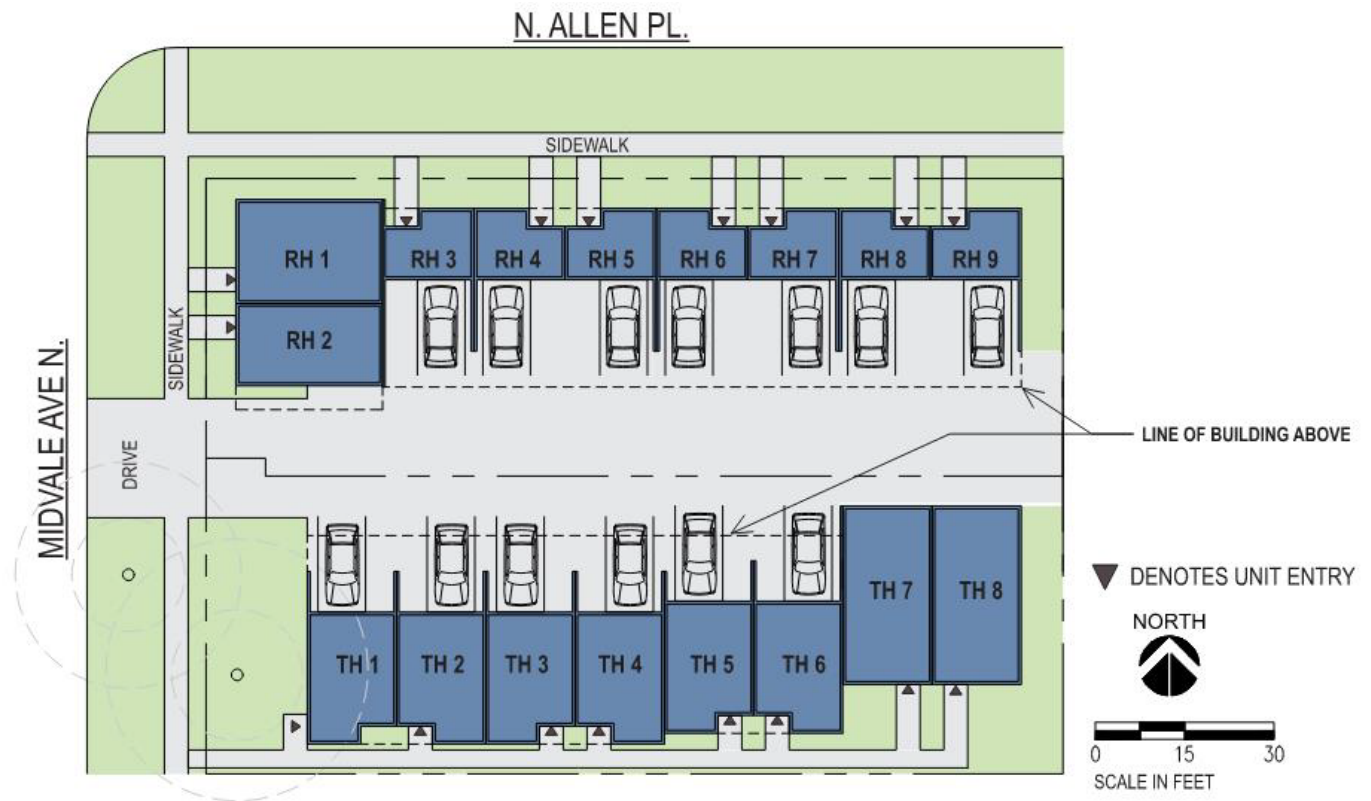 N. ALLEN PL.
SIDEWALK
RH 1
RH 2
RH 3
RH 4
RH 5
RH 6
RH 7
RH 8
RH 9
SIDEWALK
MIDVALE AVE N.
DRIVE
LINE OF BUILDING ABOVE
TH 1
TH 2
TH 3
TH 4
TH 5
TH 6
TH 7
TH 8
DENOTES UNIT ENTRY
NORTH
0 15 30
SCALE IN FEET